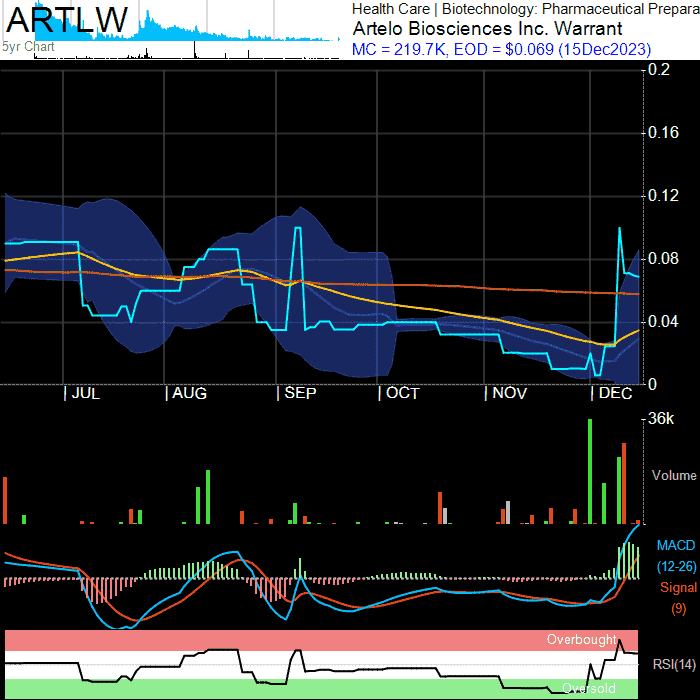 ARTLW
5yr Chart
Health Care | Biotechnology: Pharmaceutical Prepara
Artelo Biosciences Inc. Warrant
MC = 219.7K, EOD = $0.069 (15Dec2023)
0.2
0.16
0.12
0.08
0.04
0
| JUL | AUG | SEP | OCT | NOV | DEC
36k
Volume
MACD
(12-26)
Signal
(9)
Overbought
RSI(14)
Oversold